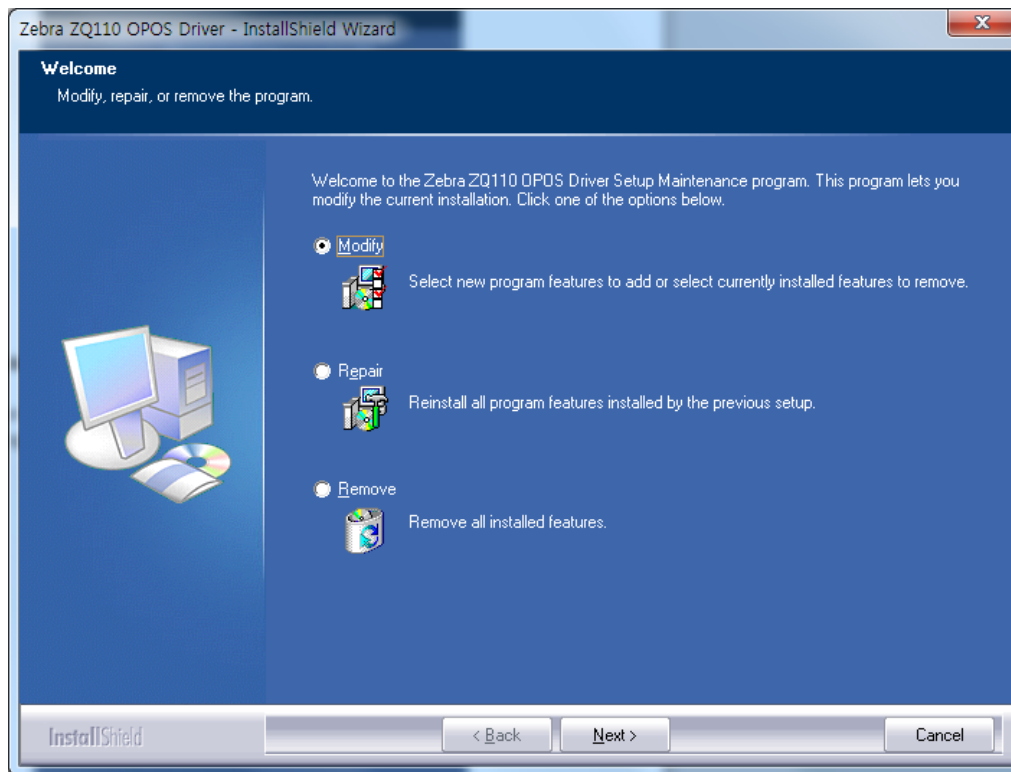 Zebra ZQ110 OPOS Driver - InstallShield Wizard
Welcome
Modify, repair, or remove the program.
Welcome to the Zebra ZQ110 OPOS Driver Setup Maintenance program. This program lets you
modify the current installation. Click one of the options below.
Modify
Select new program features to add or select currently installed features to remove.
Repair
Reinstall all program features installed by the previous setup.
Remove
Remove all installed features.
InstallShield
< Back
Next >
Cancel